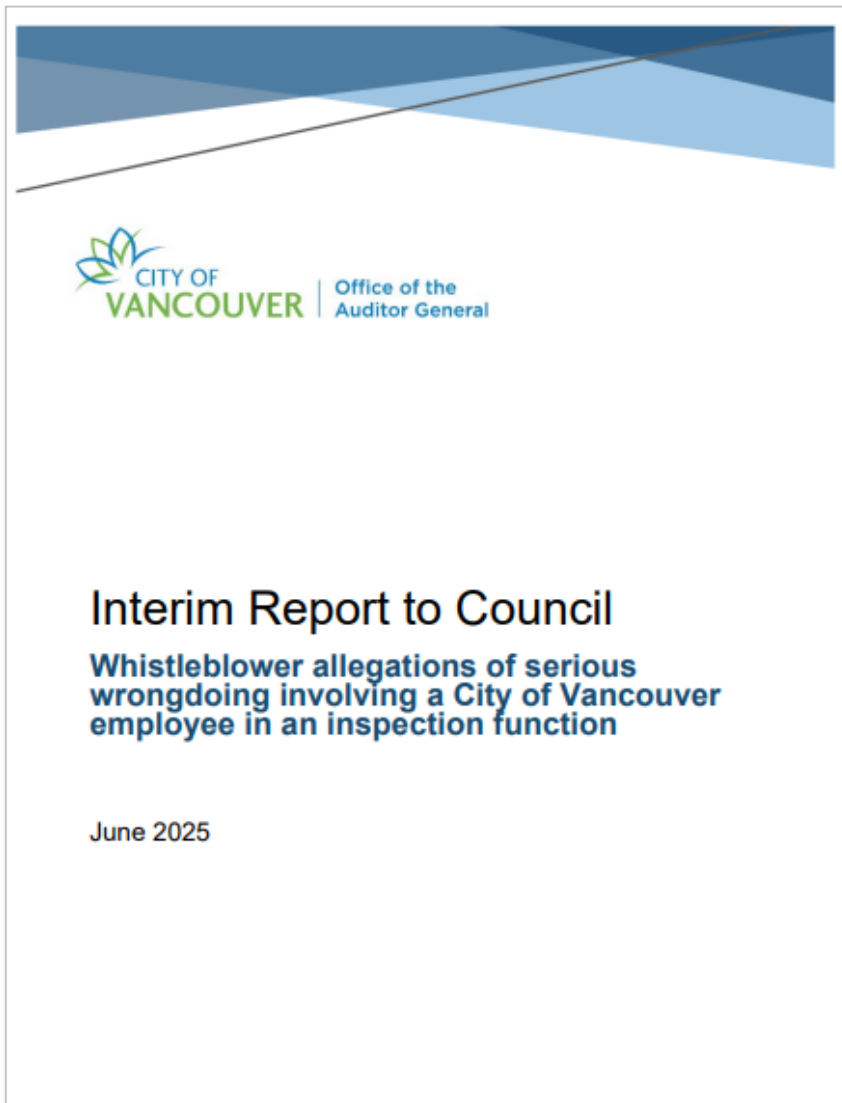 CITY OF
VANCOUVER
Office of the
Auditor General
Interim Report to Council
Whistleblower allegations of serious
wrongdoing involving a City of Vancouver
employee in an inspection function
June 2025